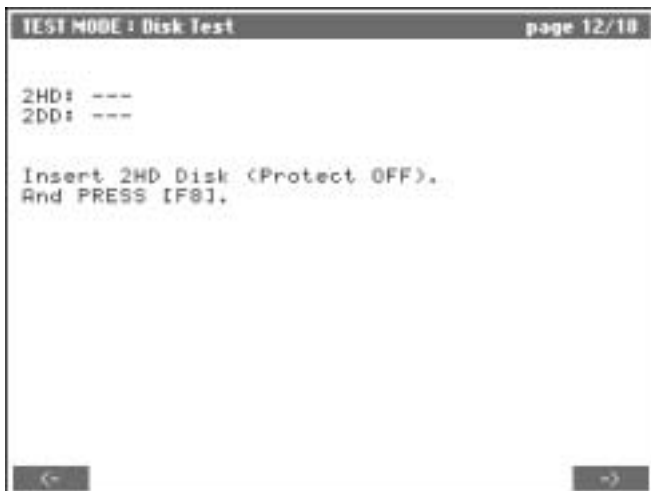 TEST MODE : Disk Test page 12/18
2HD: ---
2DD: ---
Insert 2HD Disk (Protect OFF).
And PRESS [F8].
<- ->